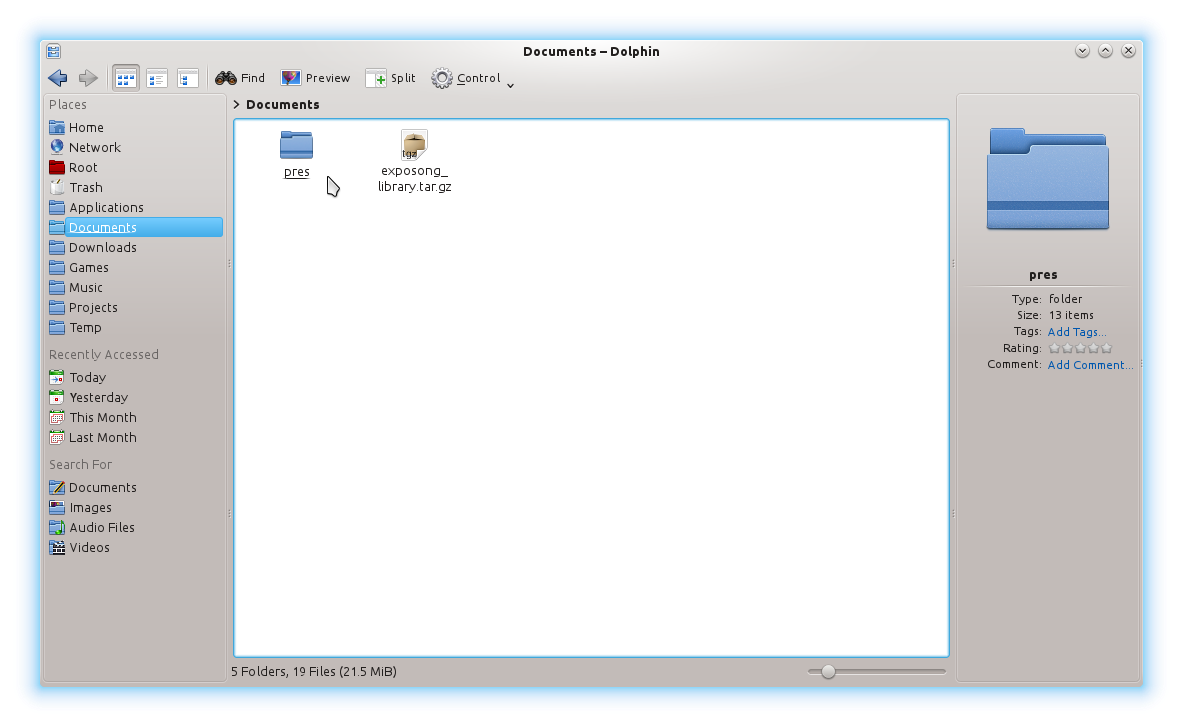 Documents – Dolphin
Find Preview Split Control
Places
> Documents
Home
Network
Root
Trash
Applications
Documents
Downloads
Games
Music
Projects
Temp
Recently Accessed
Today
Yesterday
This Month
Last Month
Search For
Documents
Images
Audio Files
Videos
pres
tgz
exposong_
library.tar.gz
5 Folders, 19 Files (21.5 MiB)
pres
Type: folder
Size: 13 items
Tags: Add Tags...
Rating:
Comment: Add Comment...